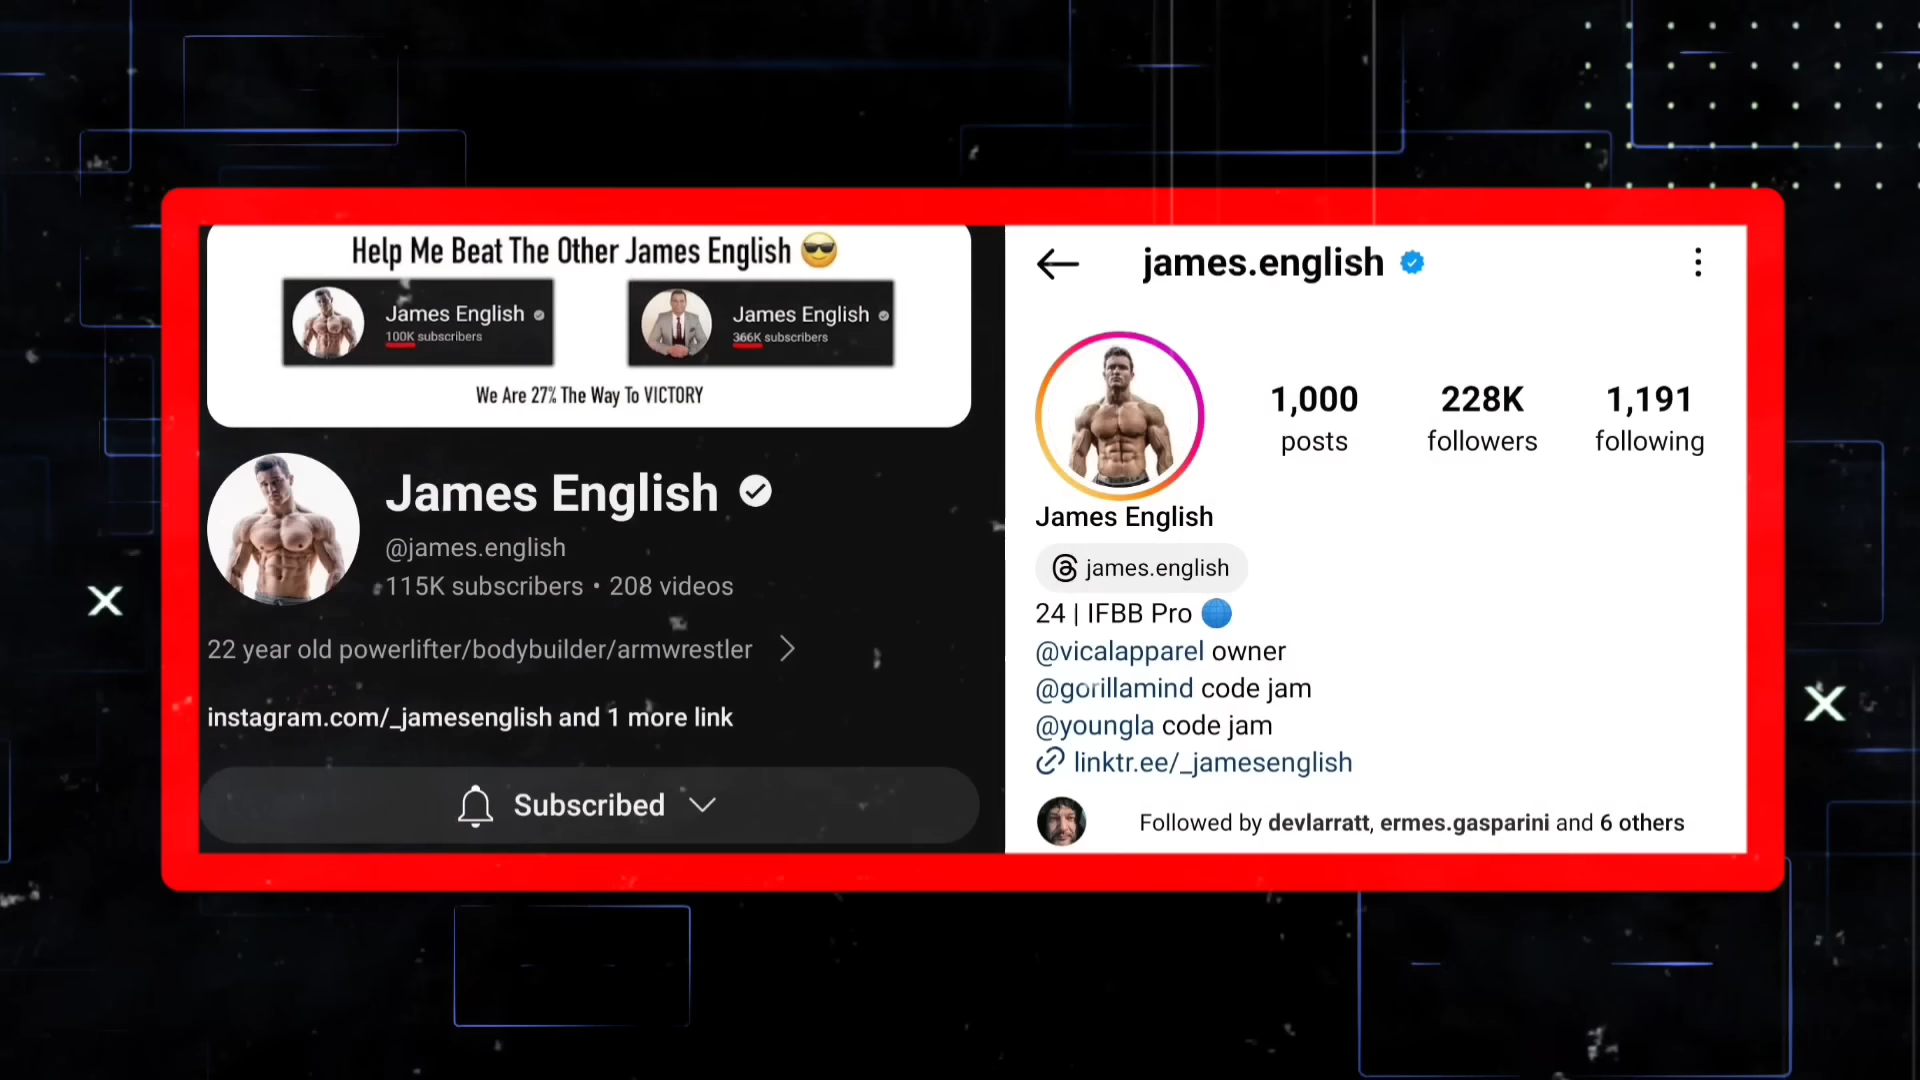 Help Me Beat The Other James English 😎
James English
100K subscribers
James English
366K subscribers
We Are 27% The Way To VICTORY
James English
@james.english
115K subscribers • 208 videos
22 year old powerlifter/bodybuilder/armwrestler
instagram.com/_jamesenglish and 1 more link
Subscribed
james.english
1,000 posts
228K followers
1,191 following
James English
james.english
24 | IFBB Pro 🌐
@vicalapparel owner
@gorillamind code jam
@youngla code jam
linktr.ee/_jamesenglish
Followed by devlarratt, ermes.gasparini and 6 others